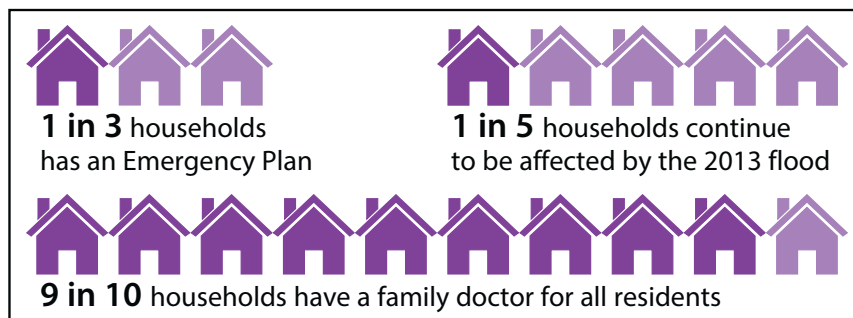 1 in 3 households
has an Emergency Plan
1 in 5 households continue
to be affected by the 2013 flood
9 in 10 households have a family doctor for all residents